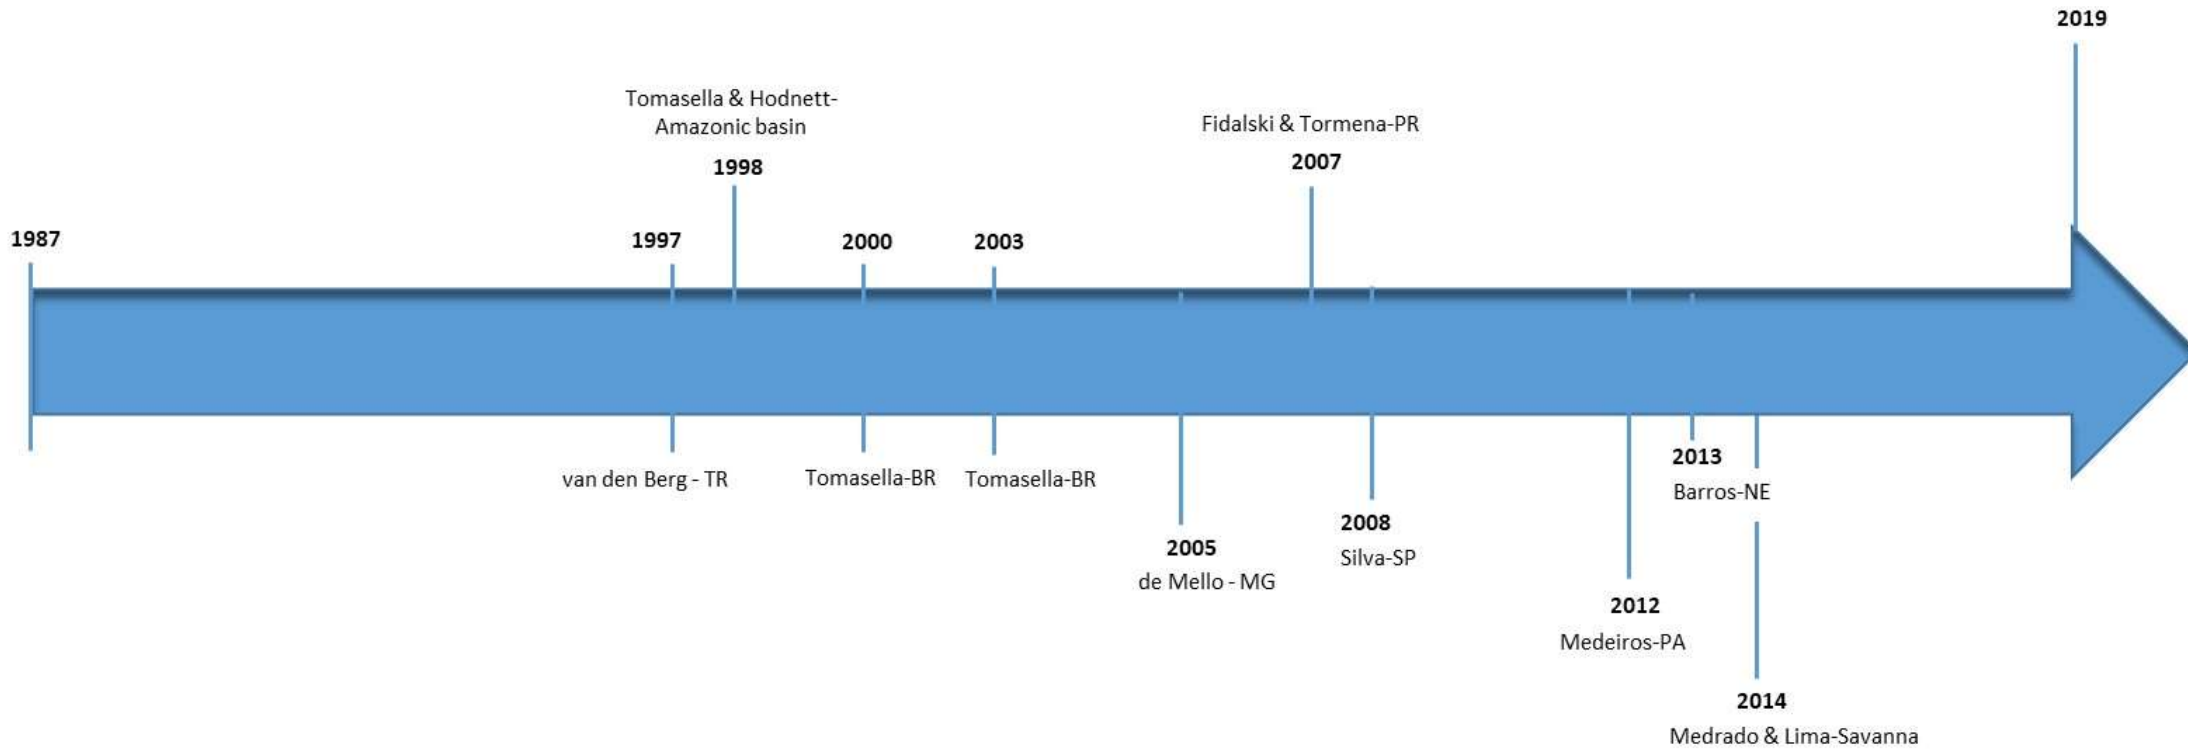 2019
Tomasella & Hodnett-
Amazonic basin
1998
Fidalski & Tormena-PR
2007
1987
1997
2000
2003
van den Berg - TR
Tomasella-BR
Tomasella-BR
2005
de Mello - MG
2008
Silva-SP
2013
Barros-NE
2012
Medeiros-PA
2014
Medrado & Lima-Savanna